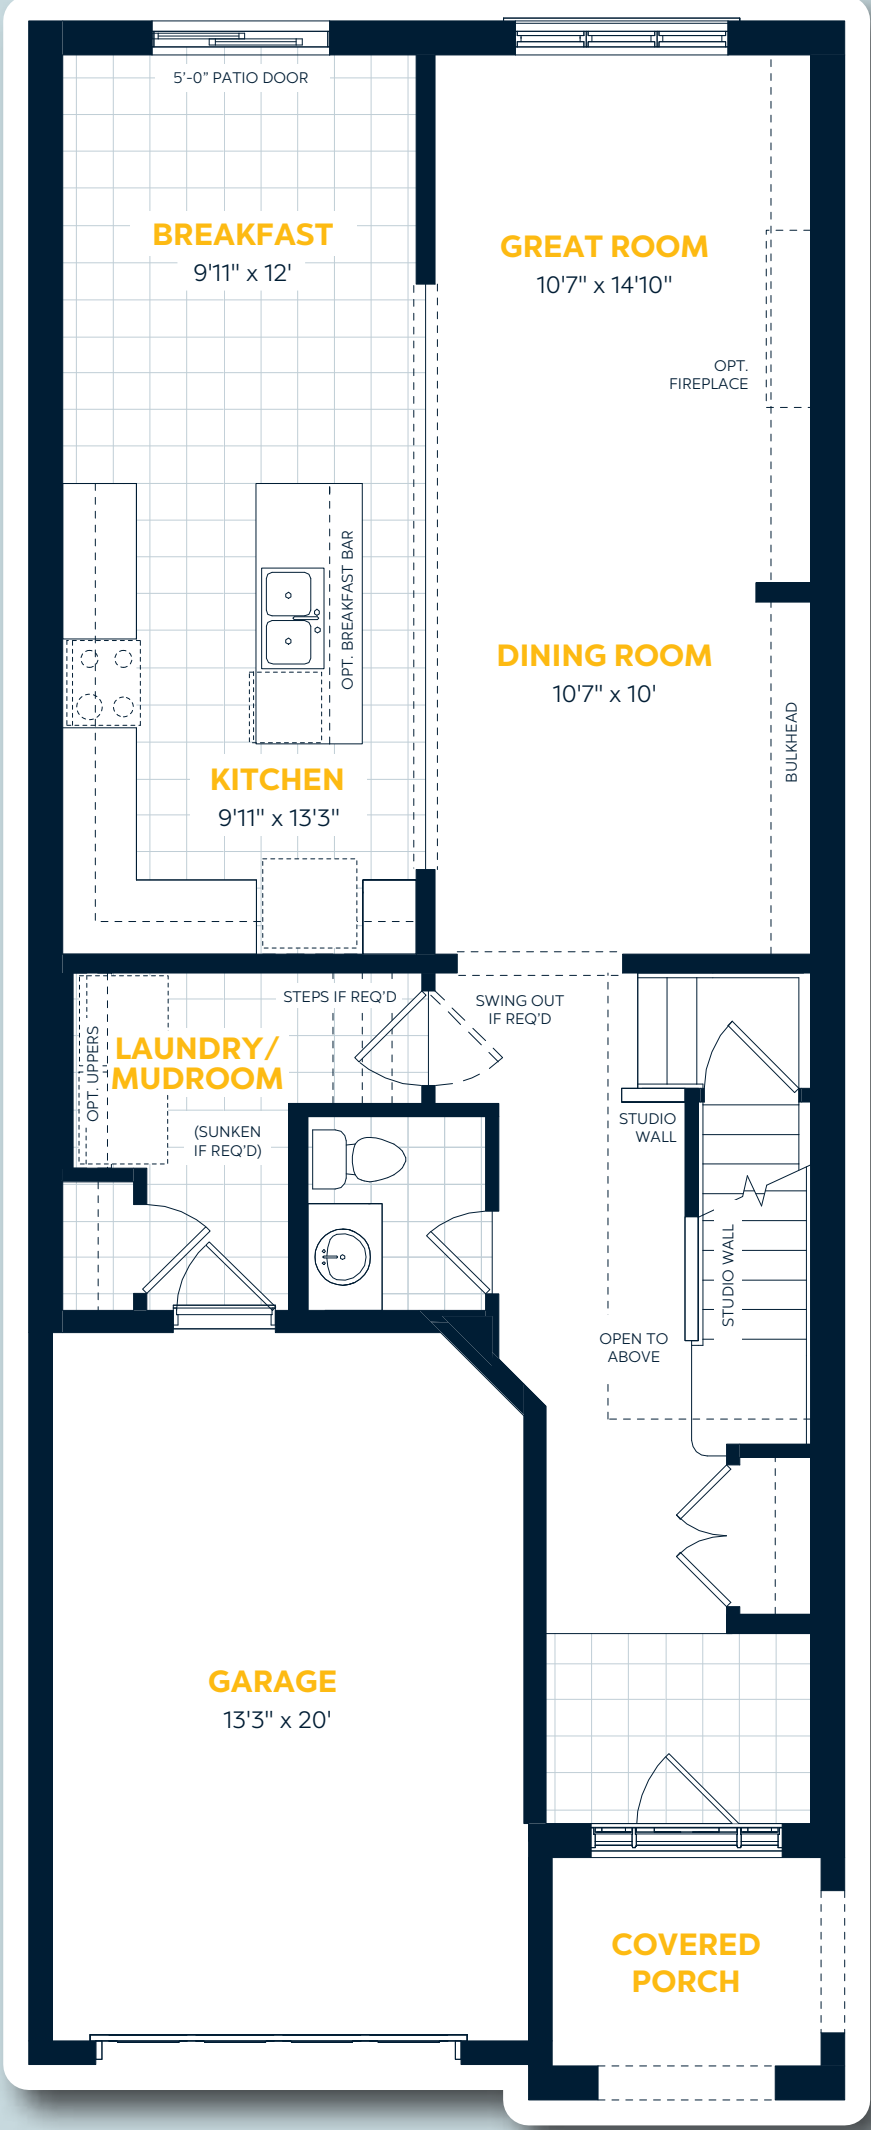 5'-0" PATIO DOOR
BREAKFAST
9'11" x 12'
GREAT ROOM
10'7" x 14'10"
OPT.
FIREPLACE
OPT. BREAKFAST BAR
DINING ROOM
10'7" x 10'
BULKHEAD
KITCHEN
9'11" x 13'3"
STEPS IF REQ'D
SWING OUT
IF REQ'D
OPT. UPPERS
LAUNDRY/
MUDROOM
(SUNKEN
IF REQ'D)
STUDIO
WALL
STUDIO WALL
OPEN TO
ABOVE
GARAGE
13'3" x 20'
COVERED
PORCH